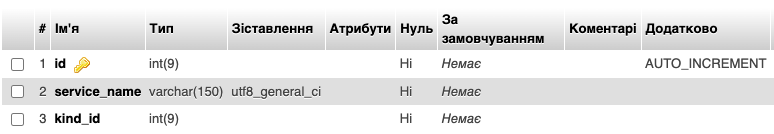 # Ім'я Тип Зіставлення Атрибути Нуль За замовчуванням Коментарі Додатково
1 id int(9) Ні Немає AUTO_INCREMENT
2 service_name varchar(150) utf8_general_ci Ні Немає
3 kind_id int(9) Ні Немає